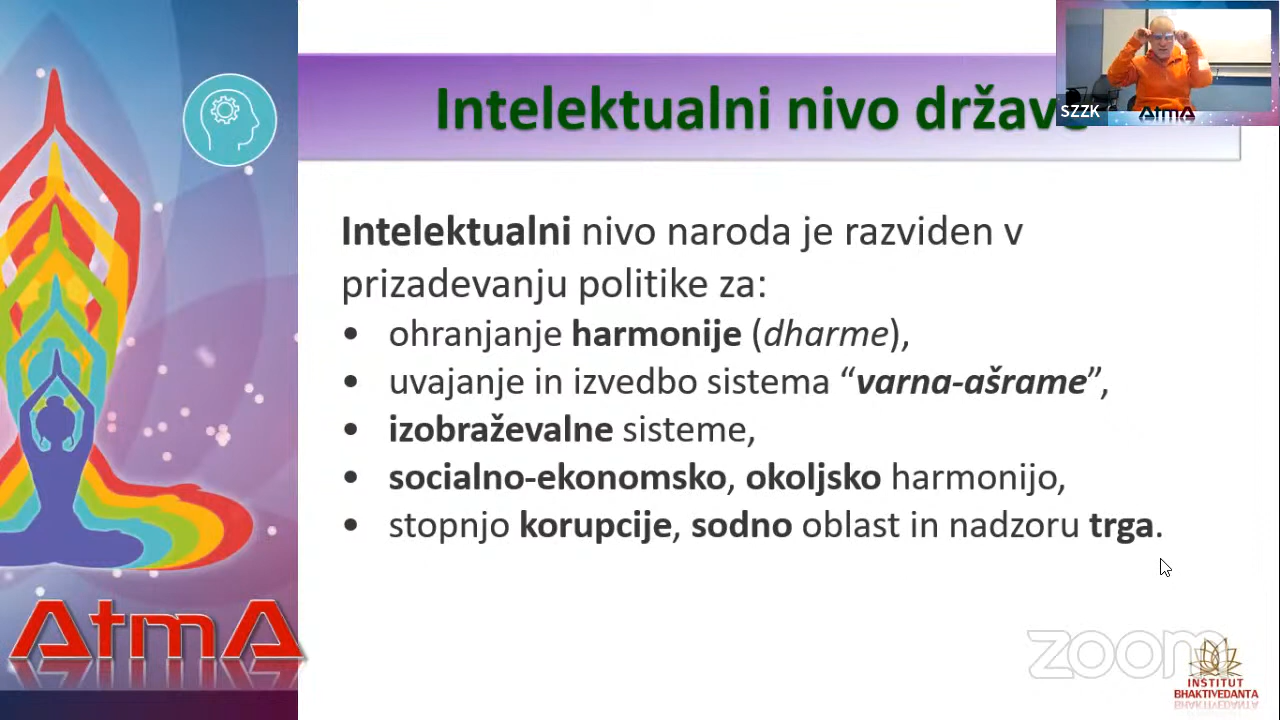 Intelektualni nivo države
SZZK
AtmA
Intelektualni nivo naroda je razviden v
prizadevanju politike za:
• ohranjanje harmonije (dharme),
• uvajanje in izvedbo sistema “varna-ašrame”,
• izobraževalne sisteme,
• socialno-ekonomsko, okoljsko harmonijo,
• stopnjo korupcije, sodno oblast in nadzoru trga.
AtmA
zoom
INSTITUT
BHAKTIVEDANTA